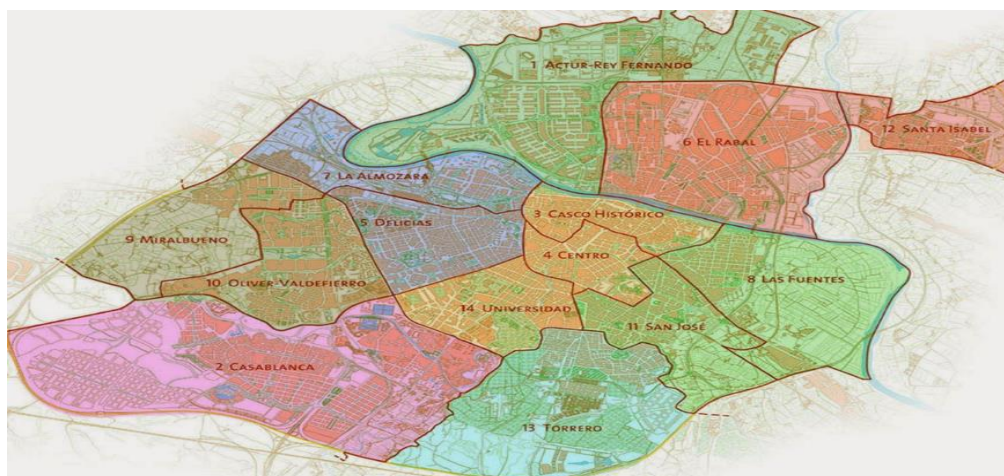 1 ACTUR-REY FERNANDO
12 SANTA ISABEL
6 EL RABAL
7 LA ALMOZARA
3 CASCO HISTÓRICO
5 DELICIAS
9 MIRALBUENO
4 CENTRO
8 LAS FUENTES
10 OLIVER-VALDEFIERRO
14 UNIVERSIDAD
11 SAN JOSÉ
2 CASABLANCA
13 TORRERO